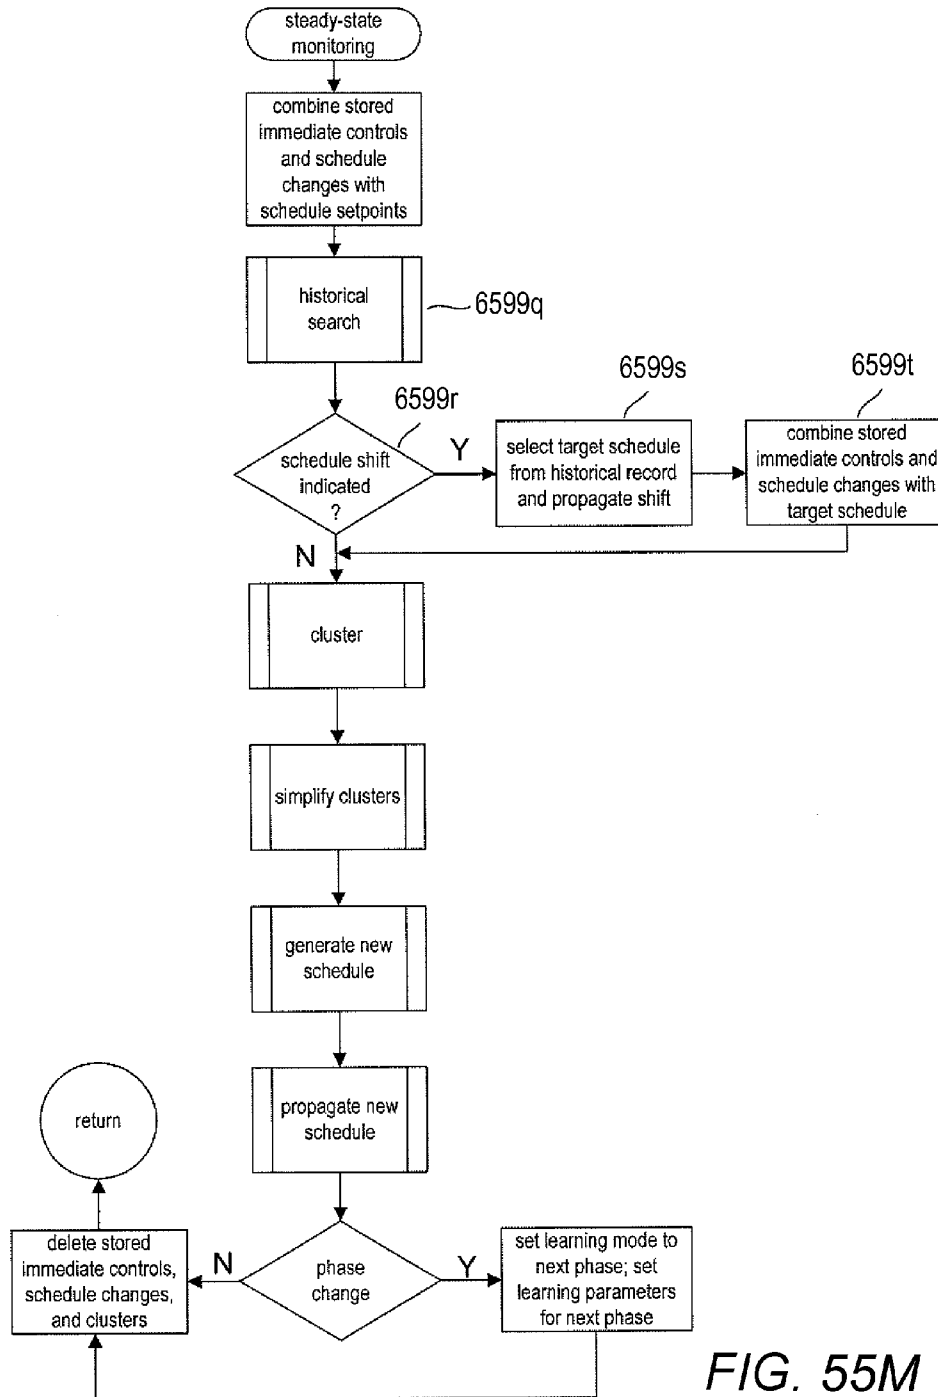 steady-state
monitoring
combine stored
immediate controls
and schedule
changes with
schedule setpoints
historical
search
6599q
6599r
schedule shift
indicated
?
Y
N
6599s
select target schedule
from historical record
and propagate shift
6599t
combine stored
immediate controls and
schedule changes with
target schedule
cluster
simplify clusters
generate new
schedule
propagate new
schedule
return
phase
change
N
Y
delete stored
immediate controls,
schedule changes,
and clusters
set learning mode to
next phase; set
learning parameters
for next phase
FIG. 55M